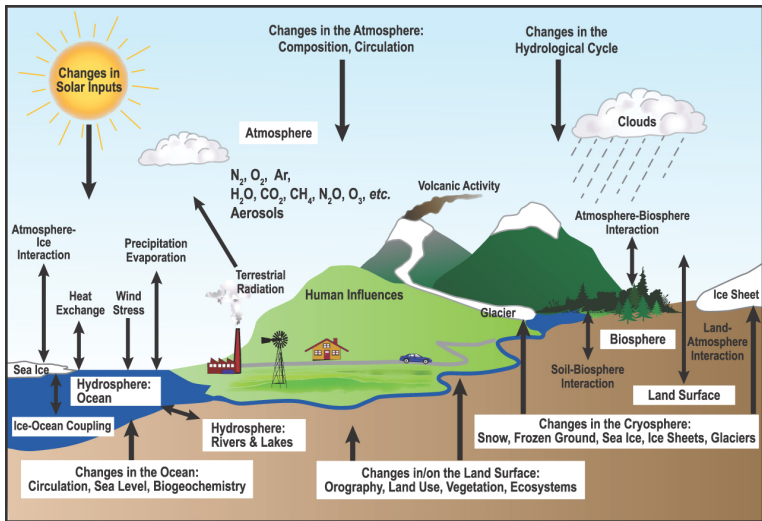 Changes in the Atmosphere:
Composition, Circulation
Changes in the
Hydrological Cycle
Changes in
Solar Inputs
Clouds
Atmosphere
N₂, O₂, Ar,
H₂O, CO₂, CH₄, N₂O, O₃, etc.
Aerosols
Volcanic Activity
Atmosphere-Biosphere
Interaction
Atmosphere-
Ice
Interaction
Precipitation
Evaporation
Terrestrial
Radiation
Heat
Exchange
Wind
Stress
Human Influences
Glacier
Ice Sheet
Land-
Atmosphere
Interaction
Biosphere
Sea Ice
Hydrosphere:
Ocean
Soil-Biosphere
Interaction
Land Surface
Ice-Ocean Coupling
Hydrosphere:
Rivers & Lakes
Changes in the Cryosphere:
Snow, Frozen Ground, Sea Ice, Ice Sheets, Glaciers
Changes in the Ocean:
Circulation, Sea Level, Biogeochemistry
Changes in/on the Land Surface:
Orography, Land Use, Vegetation, Ecosystems